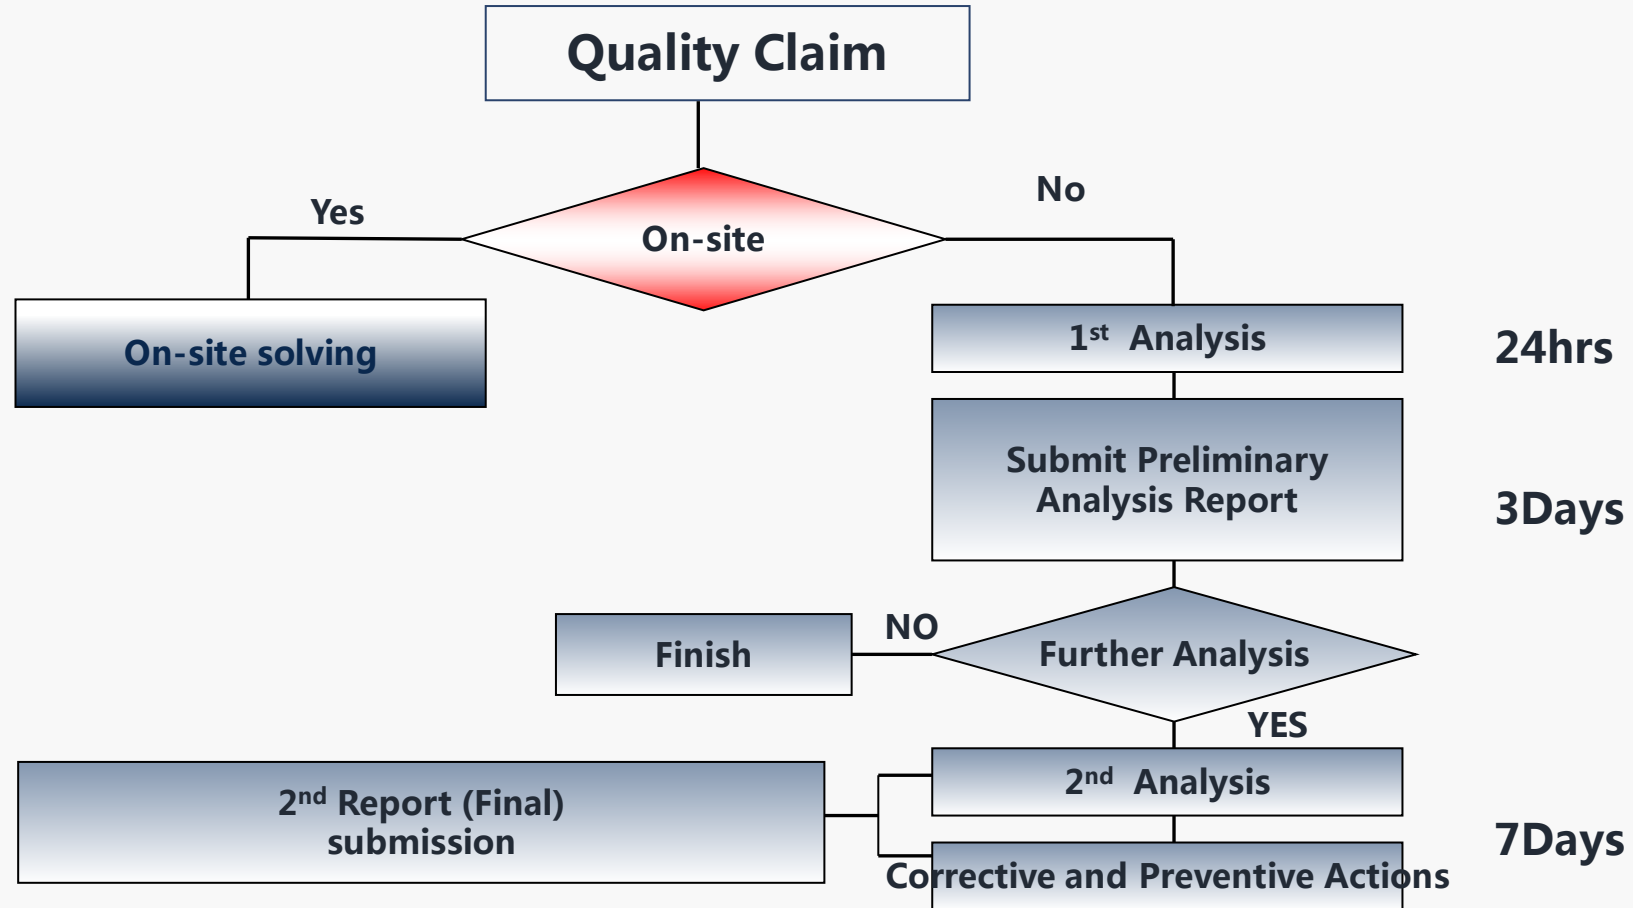 Quality Claim
Yes
No
On-site
On-site solving
1st Analysis
24hrs
Submit Preliminary
Analysis Report
3Days
NO
Finish
Further Analysis
YES
2nd Analysis
2nd Report (Final)
submission
7Days
Corrective and Preventive Actions